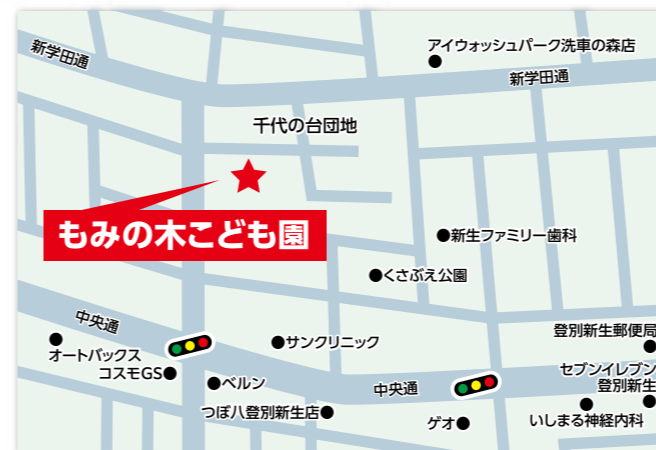 アイウォッシュパーク洗車の森店
新学田通
新学田通
千代の台団地
もみの木こども園
新生ファミリー歯科
くさぶえ公園
中央通
登別新生郵便局
オートバックス
サンクリニック
コスモGS
セブンイレブン
登別新生
ベルン
中央通
つぼ八登別新生店
ゲオ
いしまる神経内科